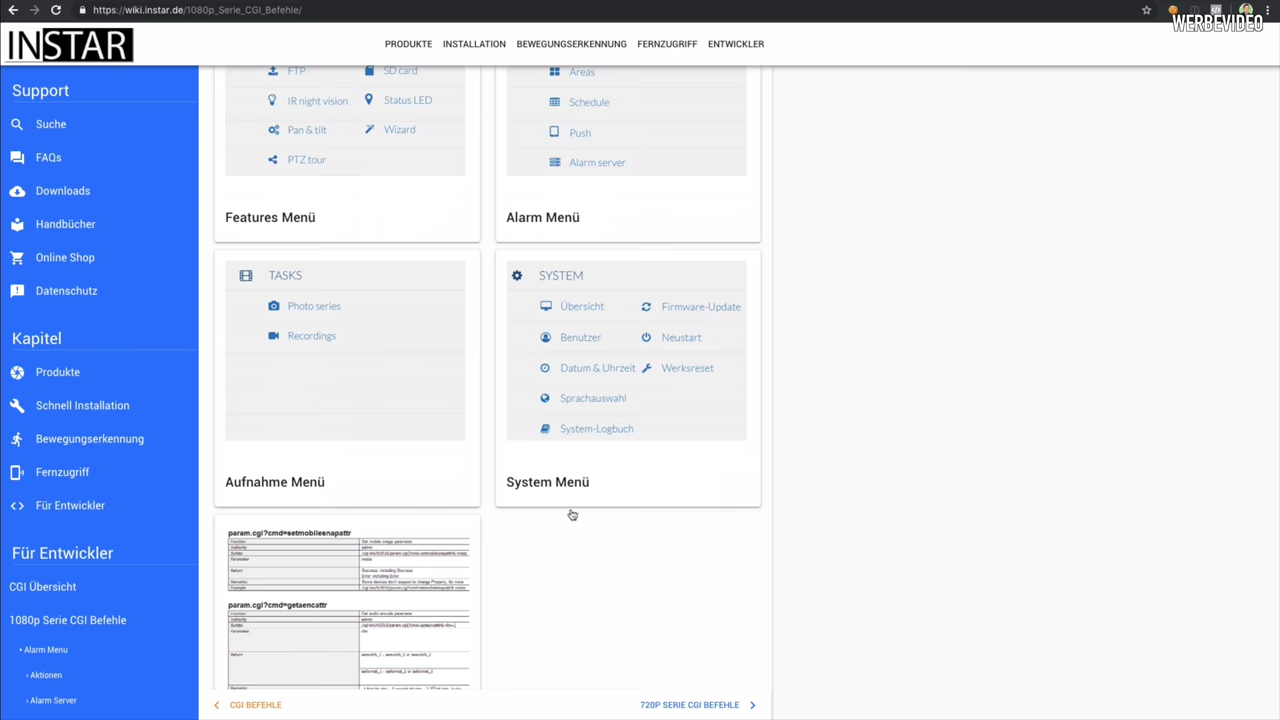 https://wiki.instar.de/1080p_Serie_CGI_Befehle/
WERBEVIDEO
INSTAR
PRODUKTE INSTALLATION BEWEGUNGSERKENNUNG FERNZUGRIFF ENTWICKLER
Support
Suche
FAQs
Downloads
Handbücher
Online Shop
Datenschutz
Kapitel
Produkte
Schnell Installation
Bewegungserkennung
Fernzugriff
Für Entwickler
Für Entwickler
CGI Übersicht
1080p Serie CGI Befehle
• Alarm Menu
› Aktionen
› Alarm Server
FTP SD card
IR night vision Status LED
Pan & tilt Wizard
PTZ tour
Features Menü
Areas
Schedule
Push
Alarm server
Alarm Menü
TASKS
Photo series
Recordings
Aufnahme Menü
SYSTEM
Übersicht Firmware-Update
Benutzer Neustart
Datum & Uhrzeit Werksreset
Sprachauswahl
System-Logbuch
System Menü
param.cgi?cmd=setmobilesnapattr
param.cgi?cmd=getaencattr
CGI BEFEHLE
720P SERIE CGI BEFEHLE